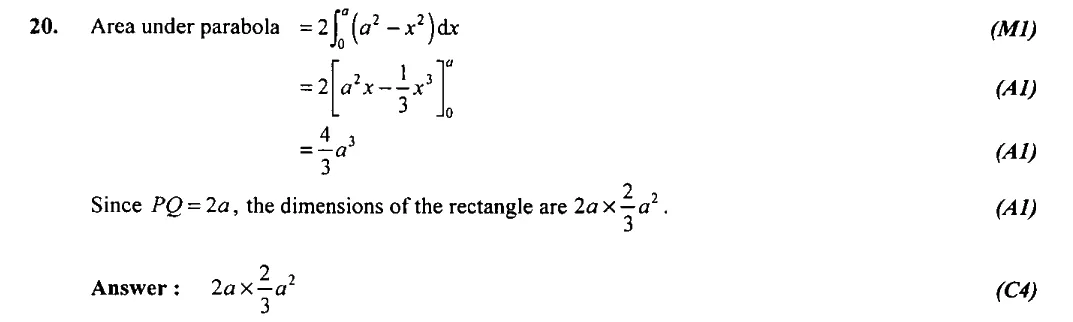 20. Area under parabola = 2∫₀ᵃ (a² – x²)dx (M1)
= 2[a²x – 1/3 x³]₀ᵃ (A1)
= 4/3 a³ (A1)
Since PQ = 2a, the dimensions of the rectangle are 2a × 2/3 a². (A1)
Answer : 2a × 2/3 a² (C4)